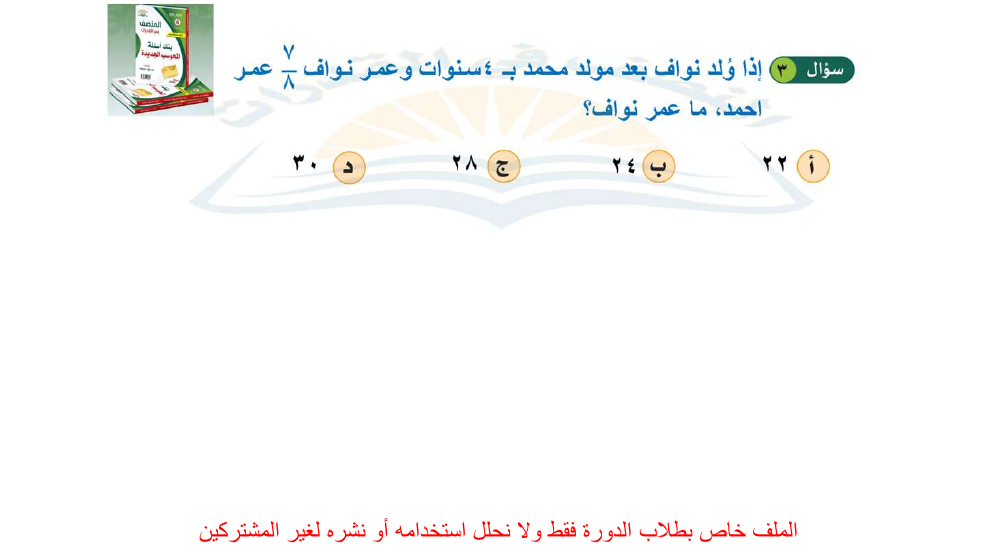 المنصف
بنك أسئلة
المحوسب الجديدة
سؤال ٣ إذا وُلد نواف بعد مولد محمد بـ ٤ سنوات وعمر نواف ٧/٨ عمر
احمد، ما عمر نواف؟
أ ٢٢ ب ٢٤ ج ٢٨ د ٣٠
الملف خاص بطلاب الدورة فقط ولا نحلل استخدامه أو نشره لغير المشتركين